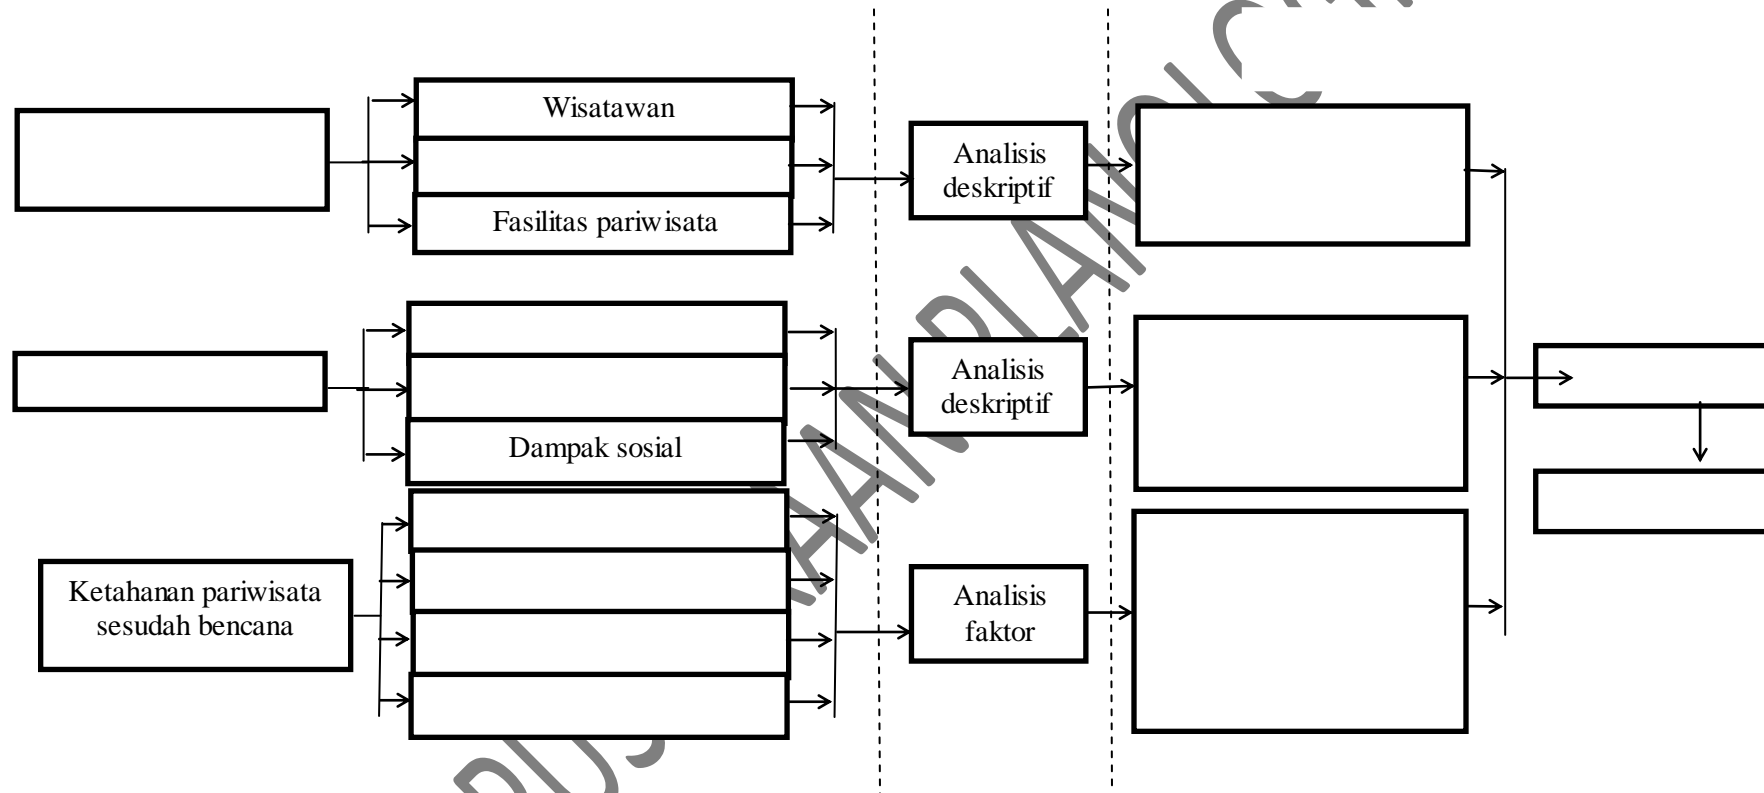 Wisatawan
Fasilitas pariwisata
Analisis
deskriptif
Dampak sosial
Analisis
deskriptif
Ketahanan pariwisata
sesudah bencana
Analisis
faktor